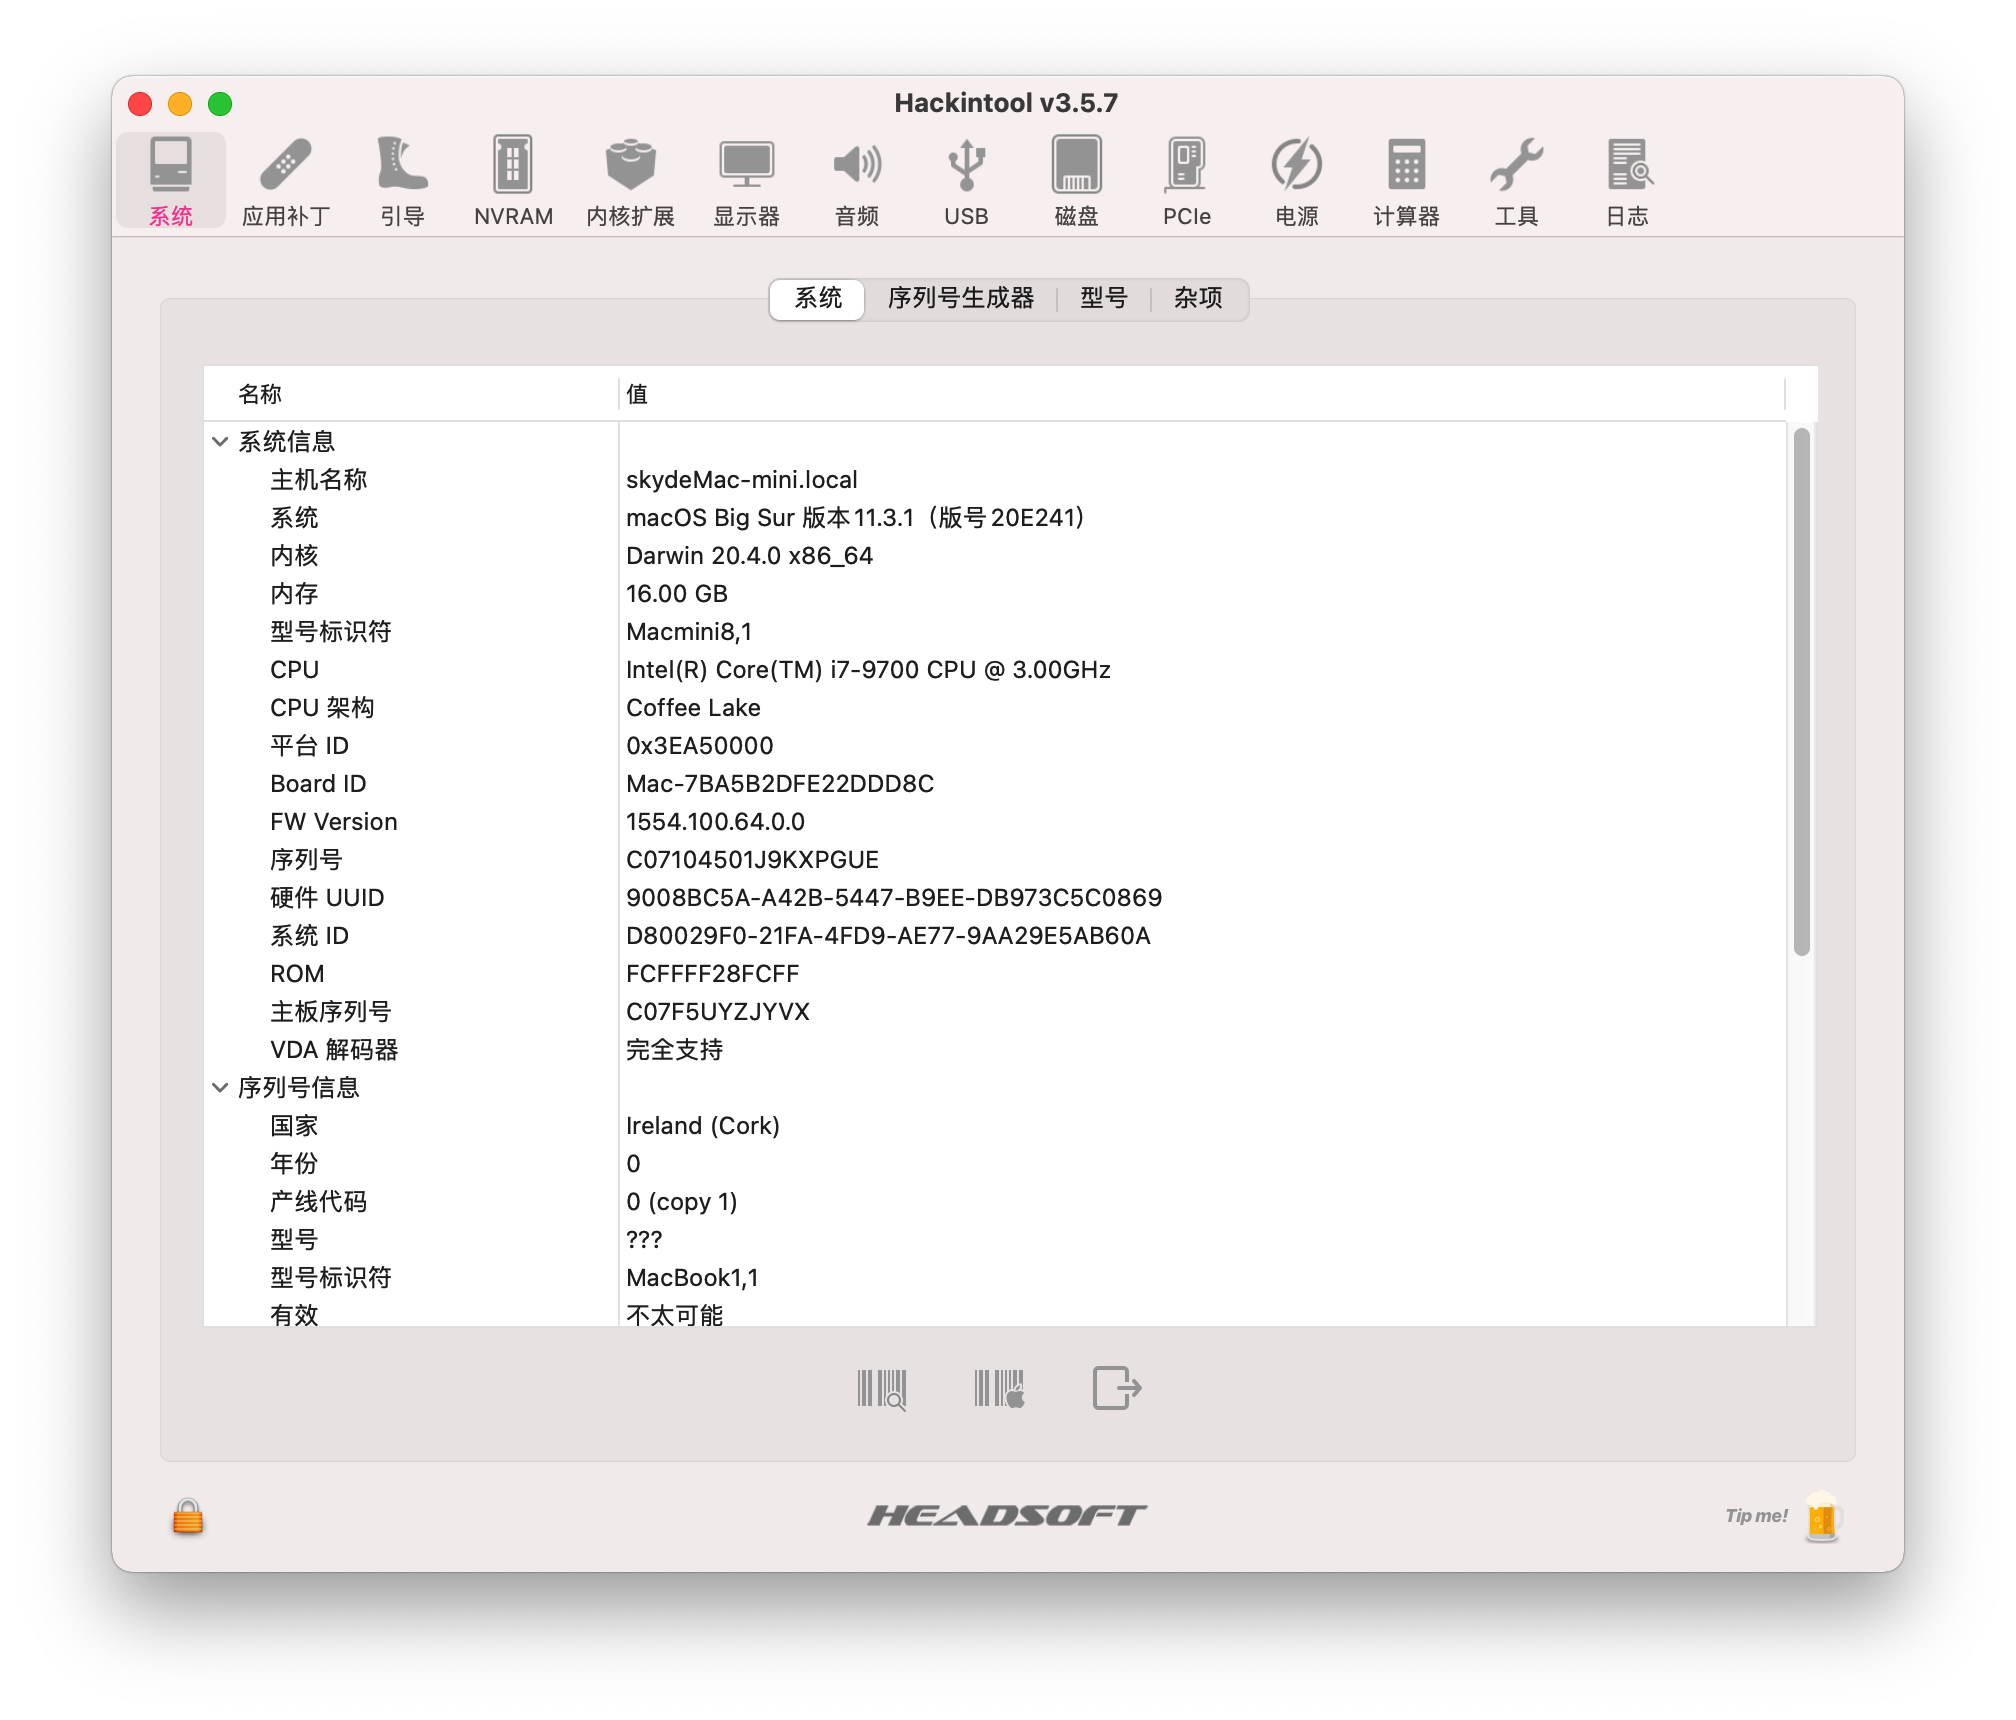 Hackintool v3.5.7
系统 应用补丁 引导 NVRAM 内核扩展 显示器 音频 USB 磁盘 PCIe 电源 计算器 工具 日志
系统 序列号生成器 型号 杂项
名称 值
系统信息
主机名称 skydeMac-mini.local
系统 macOS Big Sur 版本 11.3.1（版号 20E241）
内核 Darwin 20.4.0 x86_64
内存 16.00 GB
型号标识符 Macmini8,1
CPU Intel(R) Core(TM) i7-9700 CPU @ 3.00GHz
CPU 架构 Coffee Lake
平台 ID 0x3EA50000
Board ID Mac-7BA5B2DFE22DDD8C
FW Version 1554.100.64.0.0
序列号 C07104501J9KXPGUE
硬件 UUID 9008BC5A-A42B-5447-B9EE-DB973C5C0869
系统 ID D80029F0-21FA-4FD9-AE77-9AA29E5AB60A
ROM FCFFFF28FCFF
主板序列号 C07F5UYZJYVX
VDA 解码器 完全支持
序列号信息
国家 Ireland (Cork)
年份 0
产线代码 0 (copy 1)
型号 ???
型号标识符 MacBook1,1
有效 不太可能
HEADSOFT
Tip me!